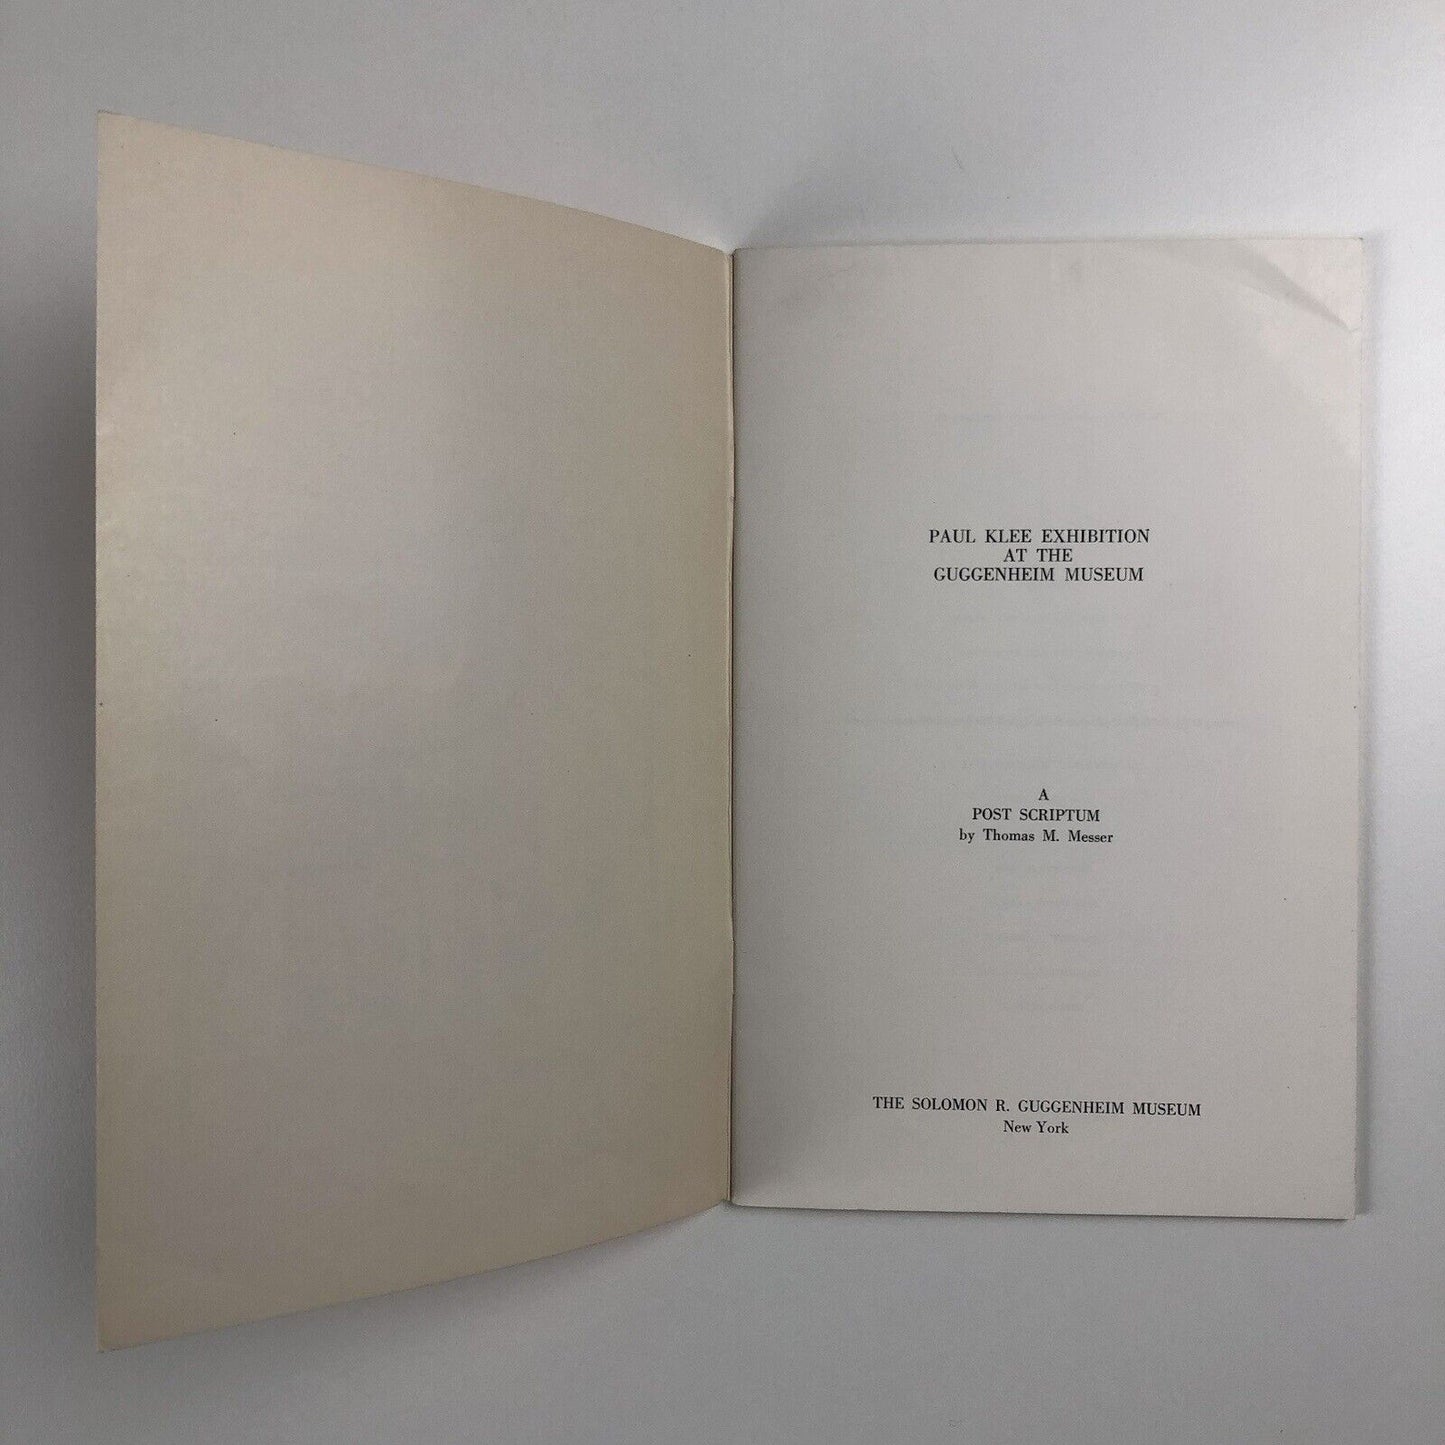 PAUL KLEE EXHIBITION
AT THE
GUGGENHEIM MUSEUM
A
POST SCRIPTUM
by Thomas M. Messer
THE SOLOMON R. GUGGENHEIM MUSEUM
New York